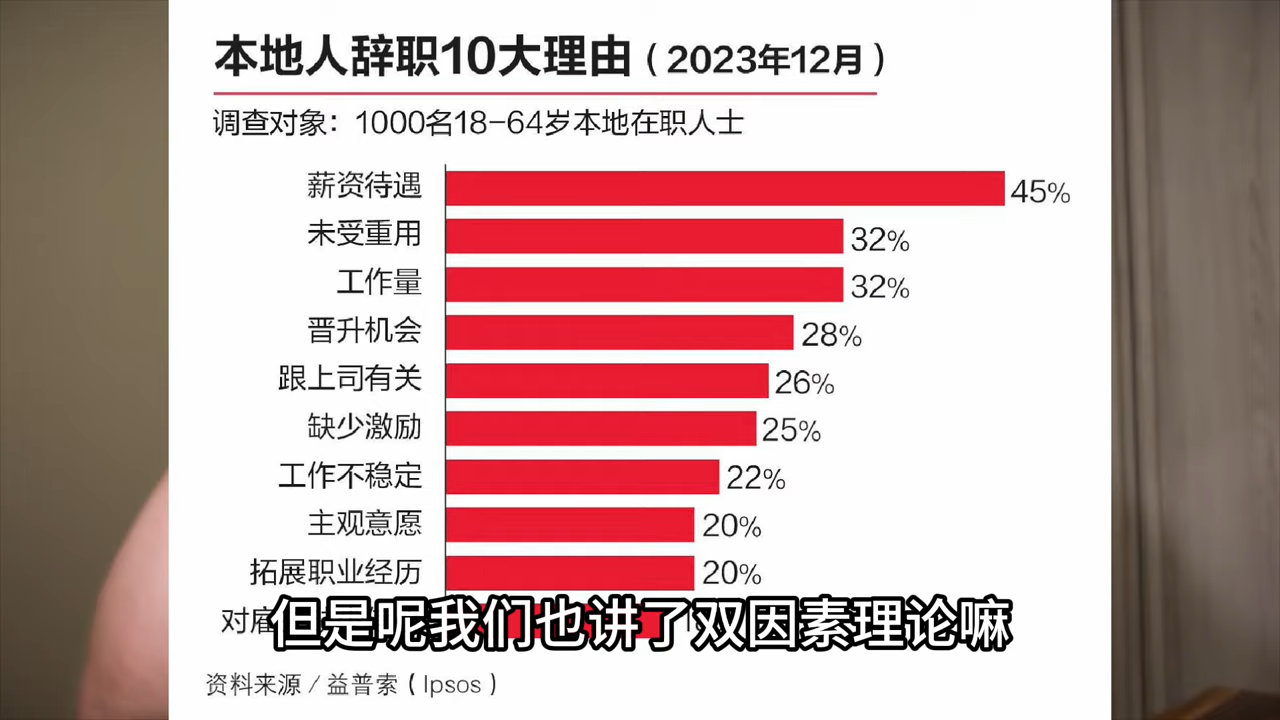 本地人辞职10大理由（2023年12月）
调查对象：1000名18-64岁本地在职人士
薪资待遇 45%
未受重用 32%
工作量 32%
晋升机会 28%
跟上司有关 26%
缺少激励 25%
工作不稳定 22%
主观意愿 20%
拓展职业经历 20%
对雇
但是呢我们也讲了双因素理论嘛
资料来源／益普索（Ipsos）